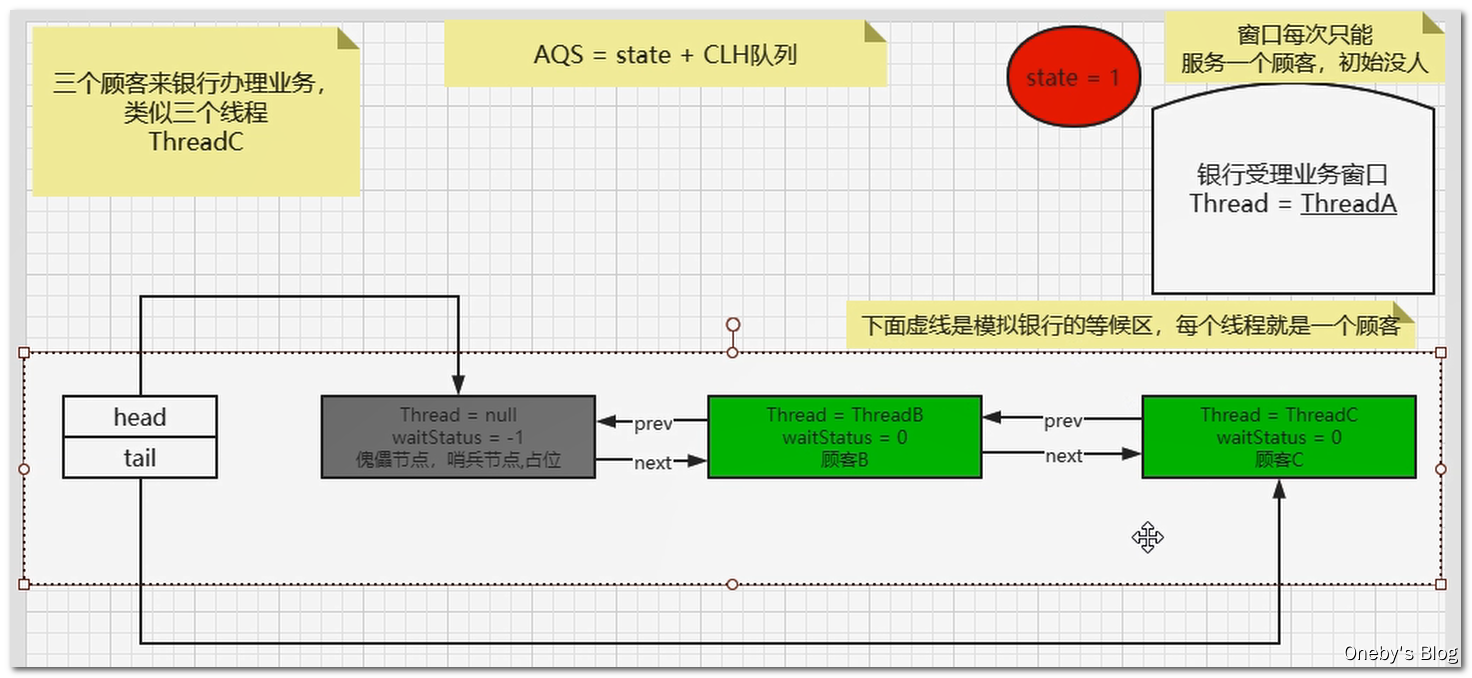 三个顾客来银行办理业务，
类似三个线程
ThreadC
AQS = state + CLH队列
state = 1
窗口每次只能
服务一个顾客，初始没人
银行受理业务窗口
Thread = ThreadA
下面虚线是模拟银行的等候区，每个线程就是一个顾客
head
tail
Thread = null
waitStatus = -1
傀儡节点，哨兵节点,占位
prev
next
Thread = ThreadB
waitStatus = 0
顾客B
prev
next
Thread = ThreadC
waitStatus = 0
顾客C
Oneby's Blog